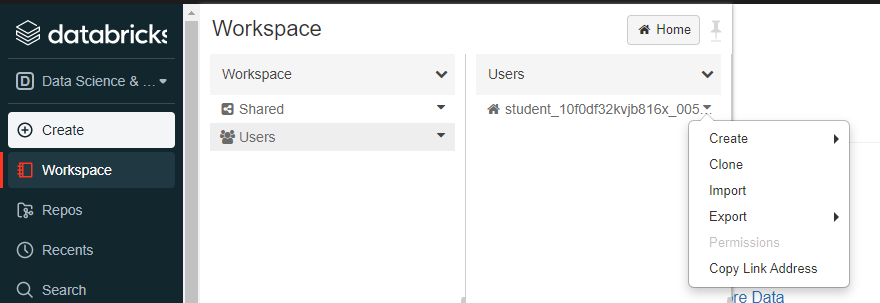 databricks
Data Science & ...
Create
Workspace
Repos
Recents
Search
Workspace
Home
Workspace
Shared
Users
Users
student_10f0df32kvjb816x_005...
Create
Clone
Import
Export
Permissions
Copy Link Address
Data